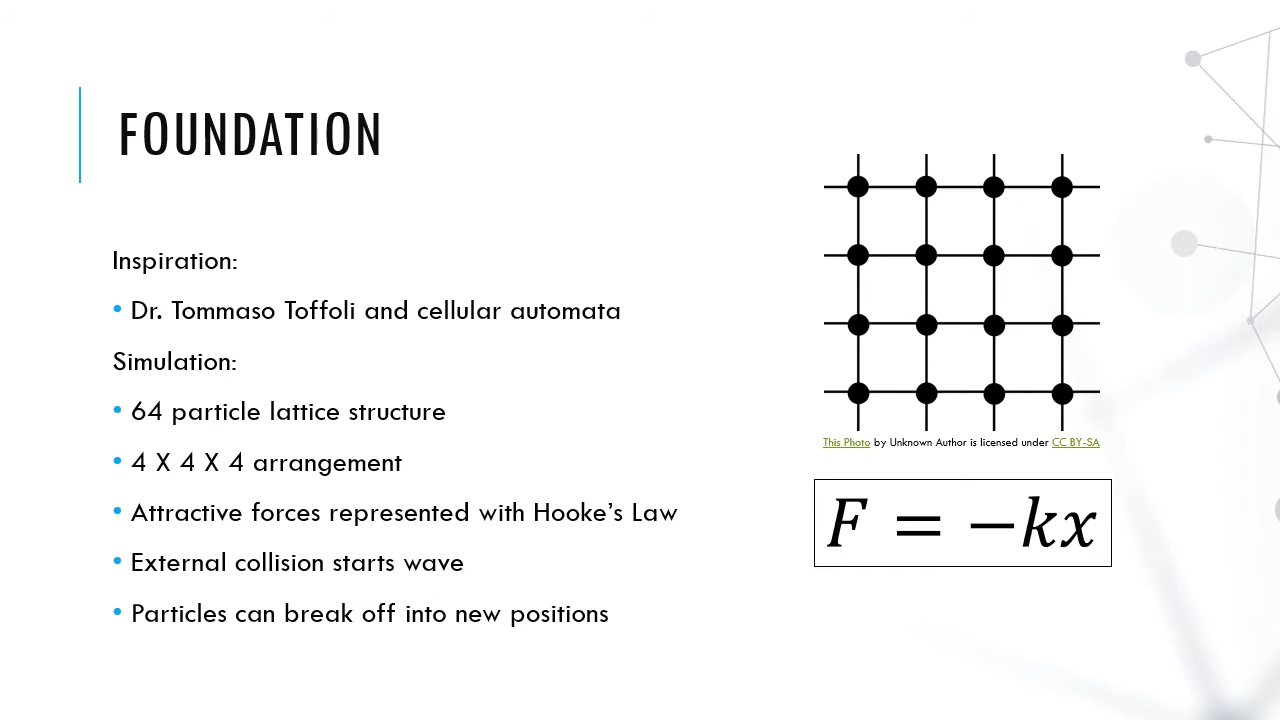 FOUNDATION
Inspiration:
• Dr. Tommaso Toffoli and cellular automata
Simulation:
• 64 particle lattice structure
• 4 X 4 X 4 arrangement
• Attractive forces represented with Hooke’s Law
• External collision starts wave
• Particles can break off into new positions
This Photo by Unknown Author is licensed under CC BY-SA
F = −kx